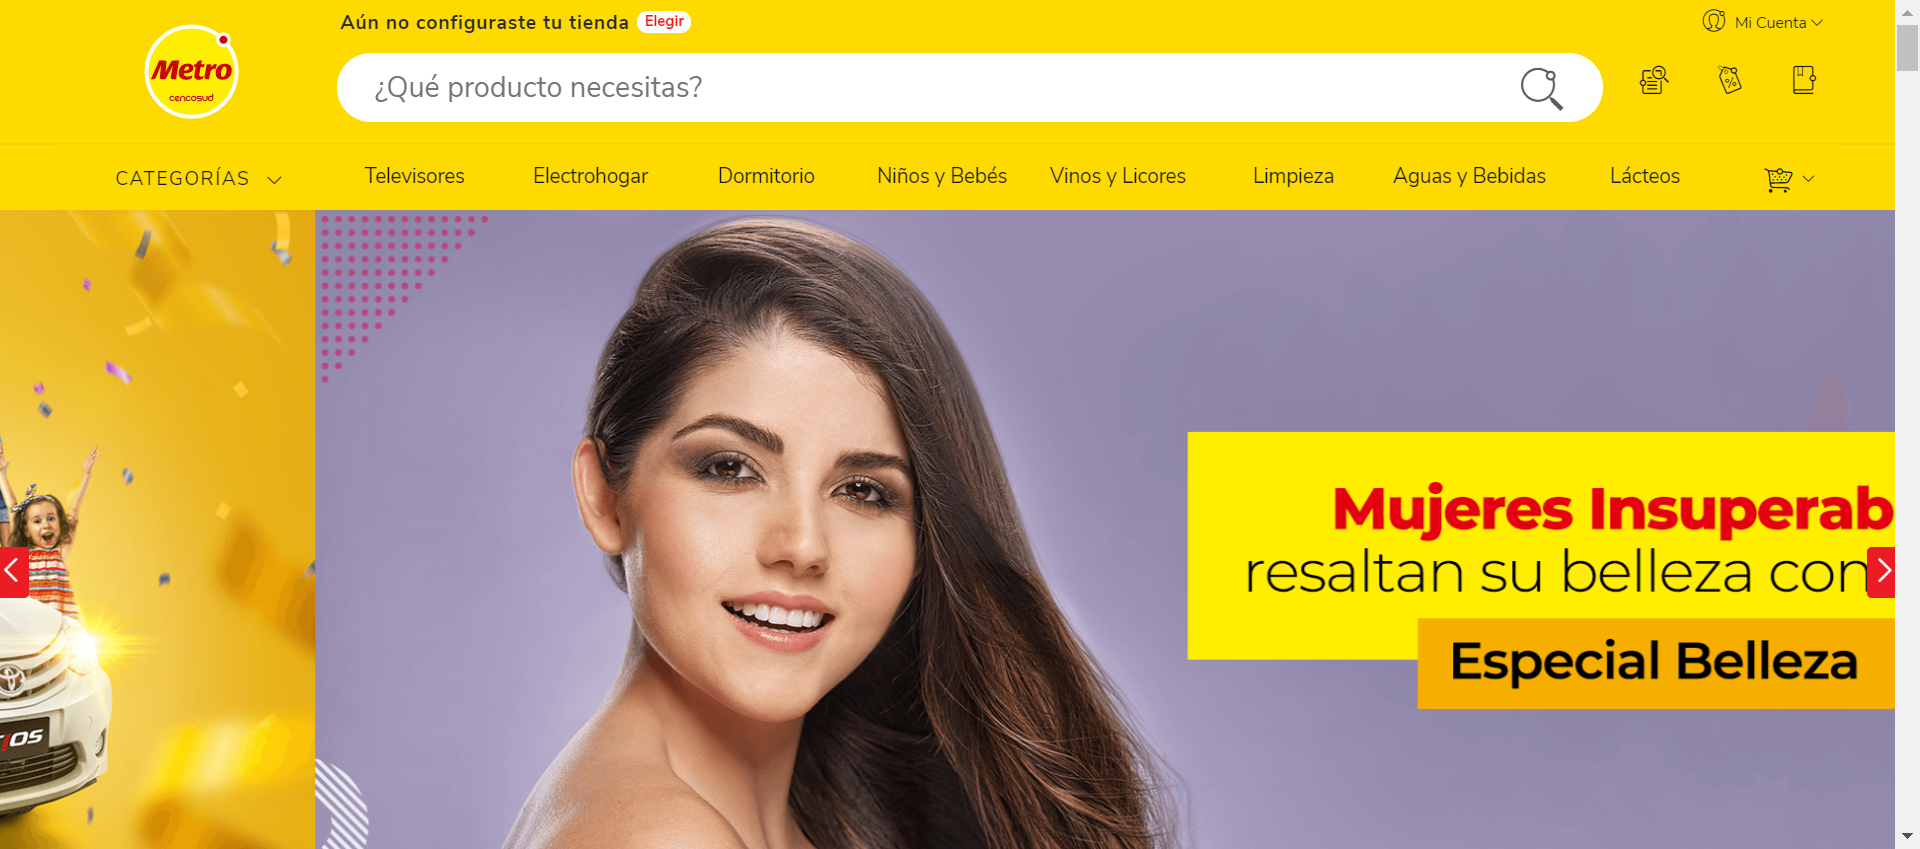 Aún no configuraste tu tienda Elegir
Mi Cuenta
Metro
cencosud
¿Qué producto necesitas?
CATEGORÍAS
Televisores
Electrohogar
Dormitorio
Niños y Bebés
Vinos y Licores
Limpieza
Aguas y Bebidas
Lácteos
Mujeres Insuperab
resaltan su belleza con
Especial Belleza